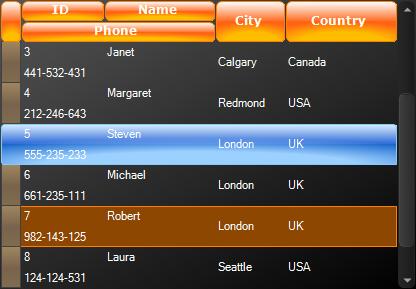 ID Name City Country
Phone
3 Janet Calgary Canada
441-532-431
4 Margaret Redmond USA
212-246-643
5 Steven London UK
555-235-233
6 Michael London UK
661-235-111
7 Robert London UK
982-143-125
8 Laura Seattle USA
124-124-531